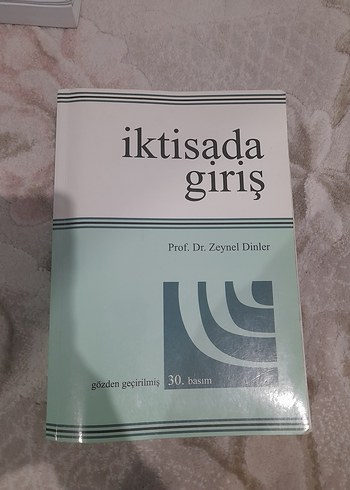 iktisada
giriş
Prof. Dr. Zeynel Dinler
gözden geçirilmiş 30. basım